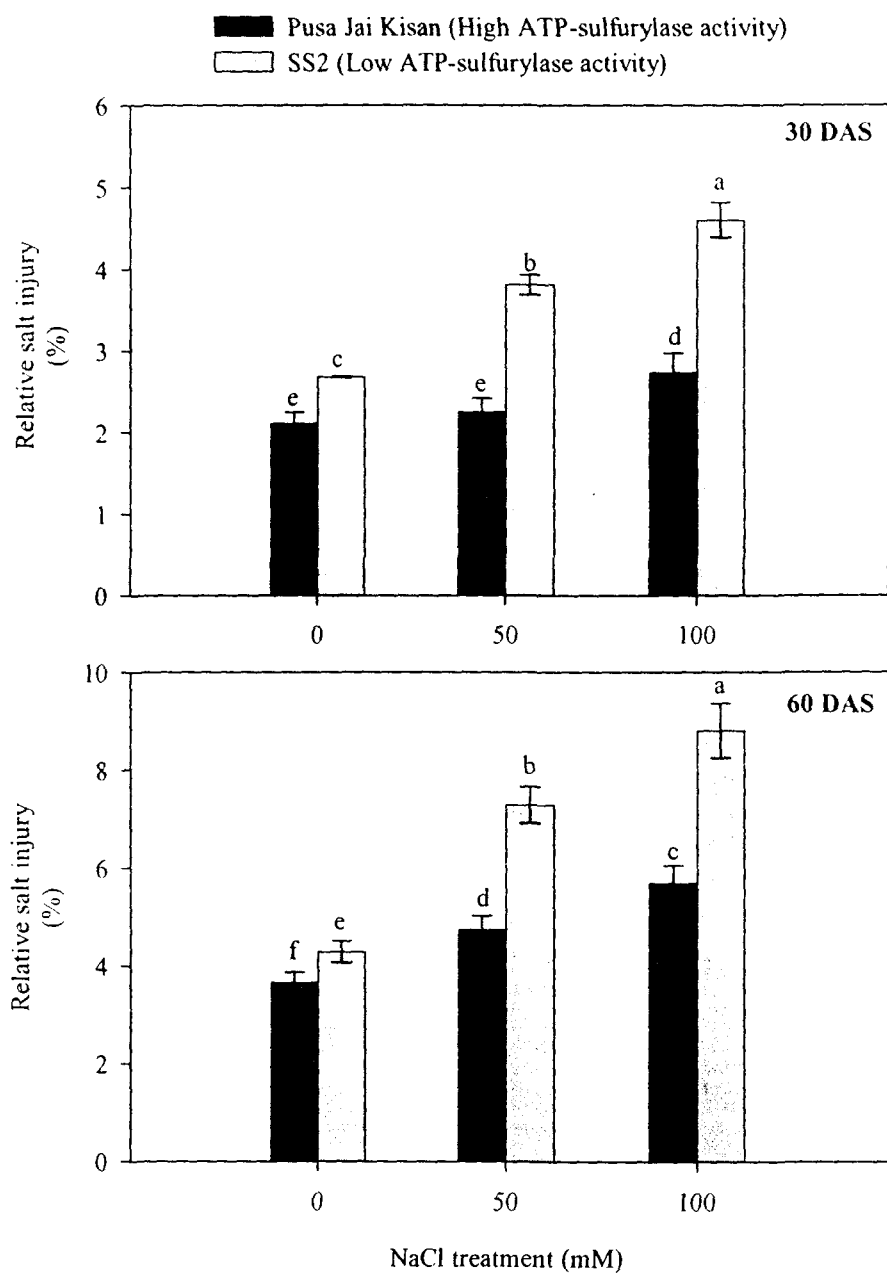 Pusa Jai Kisan (High ATP-sulfurylase activity)
SS2 (Low ATP-sulfurylase activity)
6
5
4
3
2
1
0
Relative salt injury
(%)
30 DAS
e
c
e
b
d
a
0
50
100
10
8
6
4
2
0
Relative salt injury
(%)
60 DAS
f
e
d
b
c
a
0
50
100
NaCl treatment (mM)